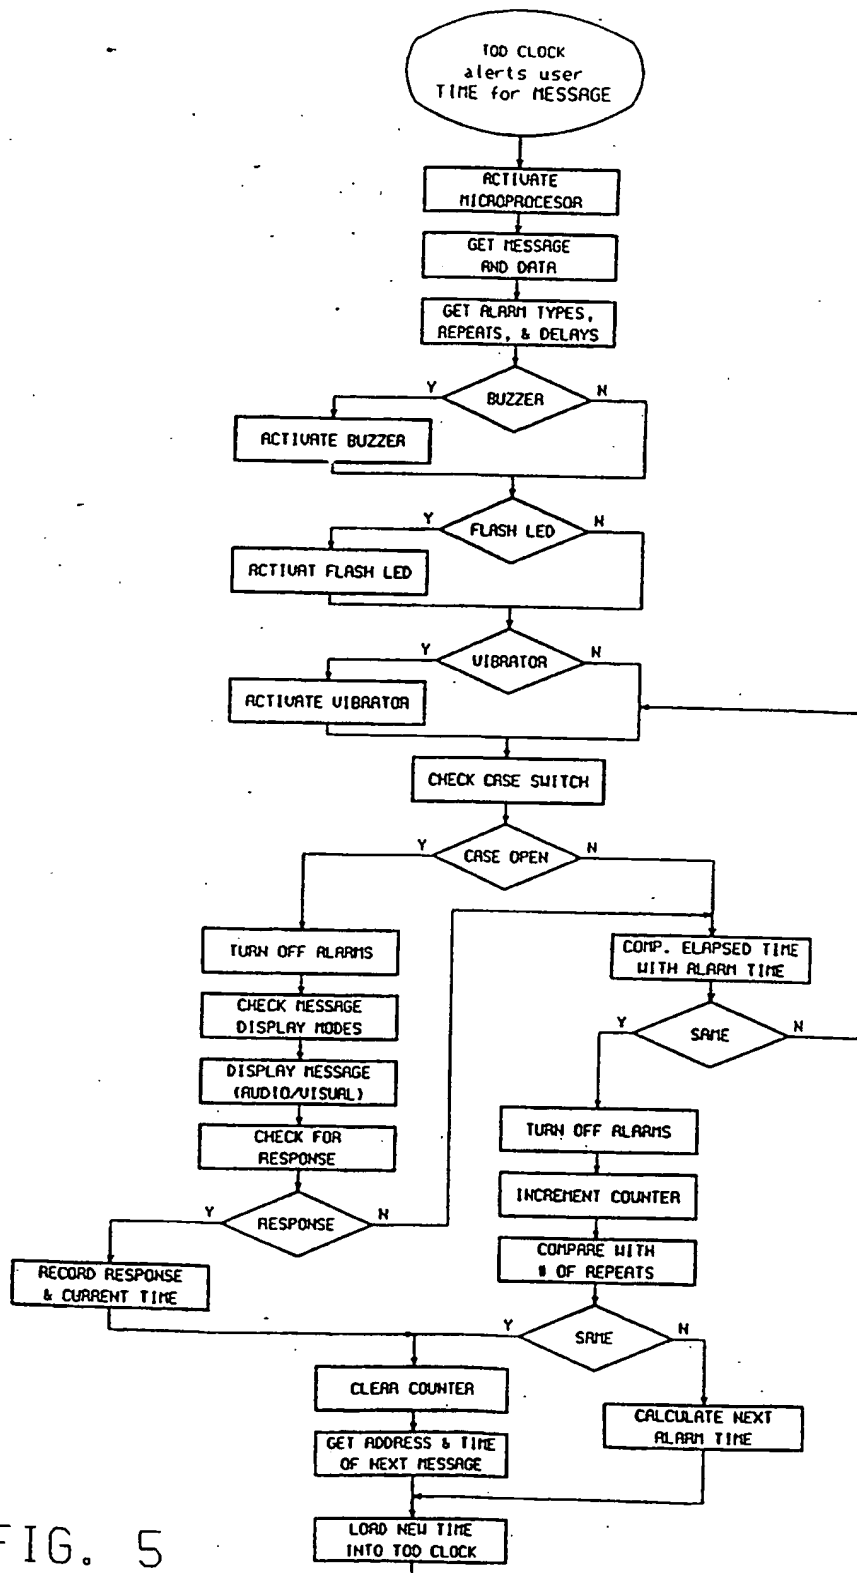 TOD CLOCK
alerts user
TIME for MESSAGE
ACTIVATE
MICROPROCESOR
GET MESSAGE
AND DATA
GET ALARM TYPES,
REPEATS, & DELAYS
Y
BUZZER
N
ACTIVATE BUZZER
Y
FLASH LED
N
ACTIVAT FLASH LED
Y
VIBRATOR
N
ACTIVATE VIBRATOR
CHECK CASE SWITCH
Y
CASE OPEN
N
TURN OFF ALARMS
COMP. ELAPSED TIME
WITH ALARM TIME
CHECK MESSAGE
DISPLAY MODES
Y
SAME
N
DISPLAY MESSAGE
(AUDIO/VISUAL)
TURN OFF ALARMS
CHECK FOR
RESPONSE
INCREMENT COUNTER
Y
RESPONSE
N
COMPARE WITH
# OF REPEATS
RECORD RESPONSE
& CURRENT TIME
Y
SAME
N
CLEAR COUNTER
CALCULATE NEXT
ALARM TIME
GET ADDRESS & TIME
OF NEXT MESSAGE
LOAD NEW TIME
INTO TOD CLOCK
FIG. 5